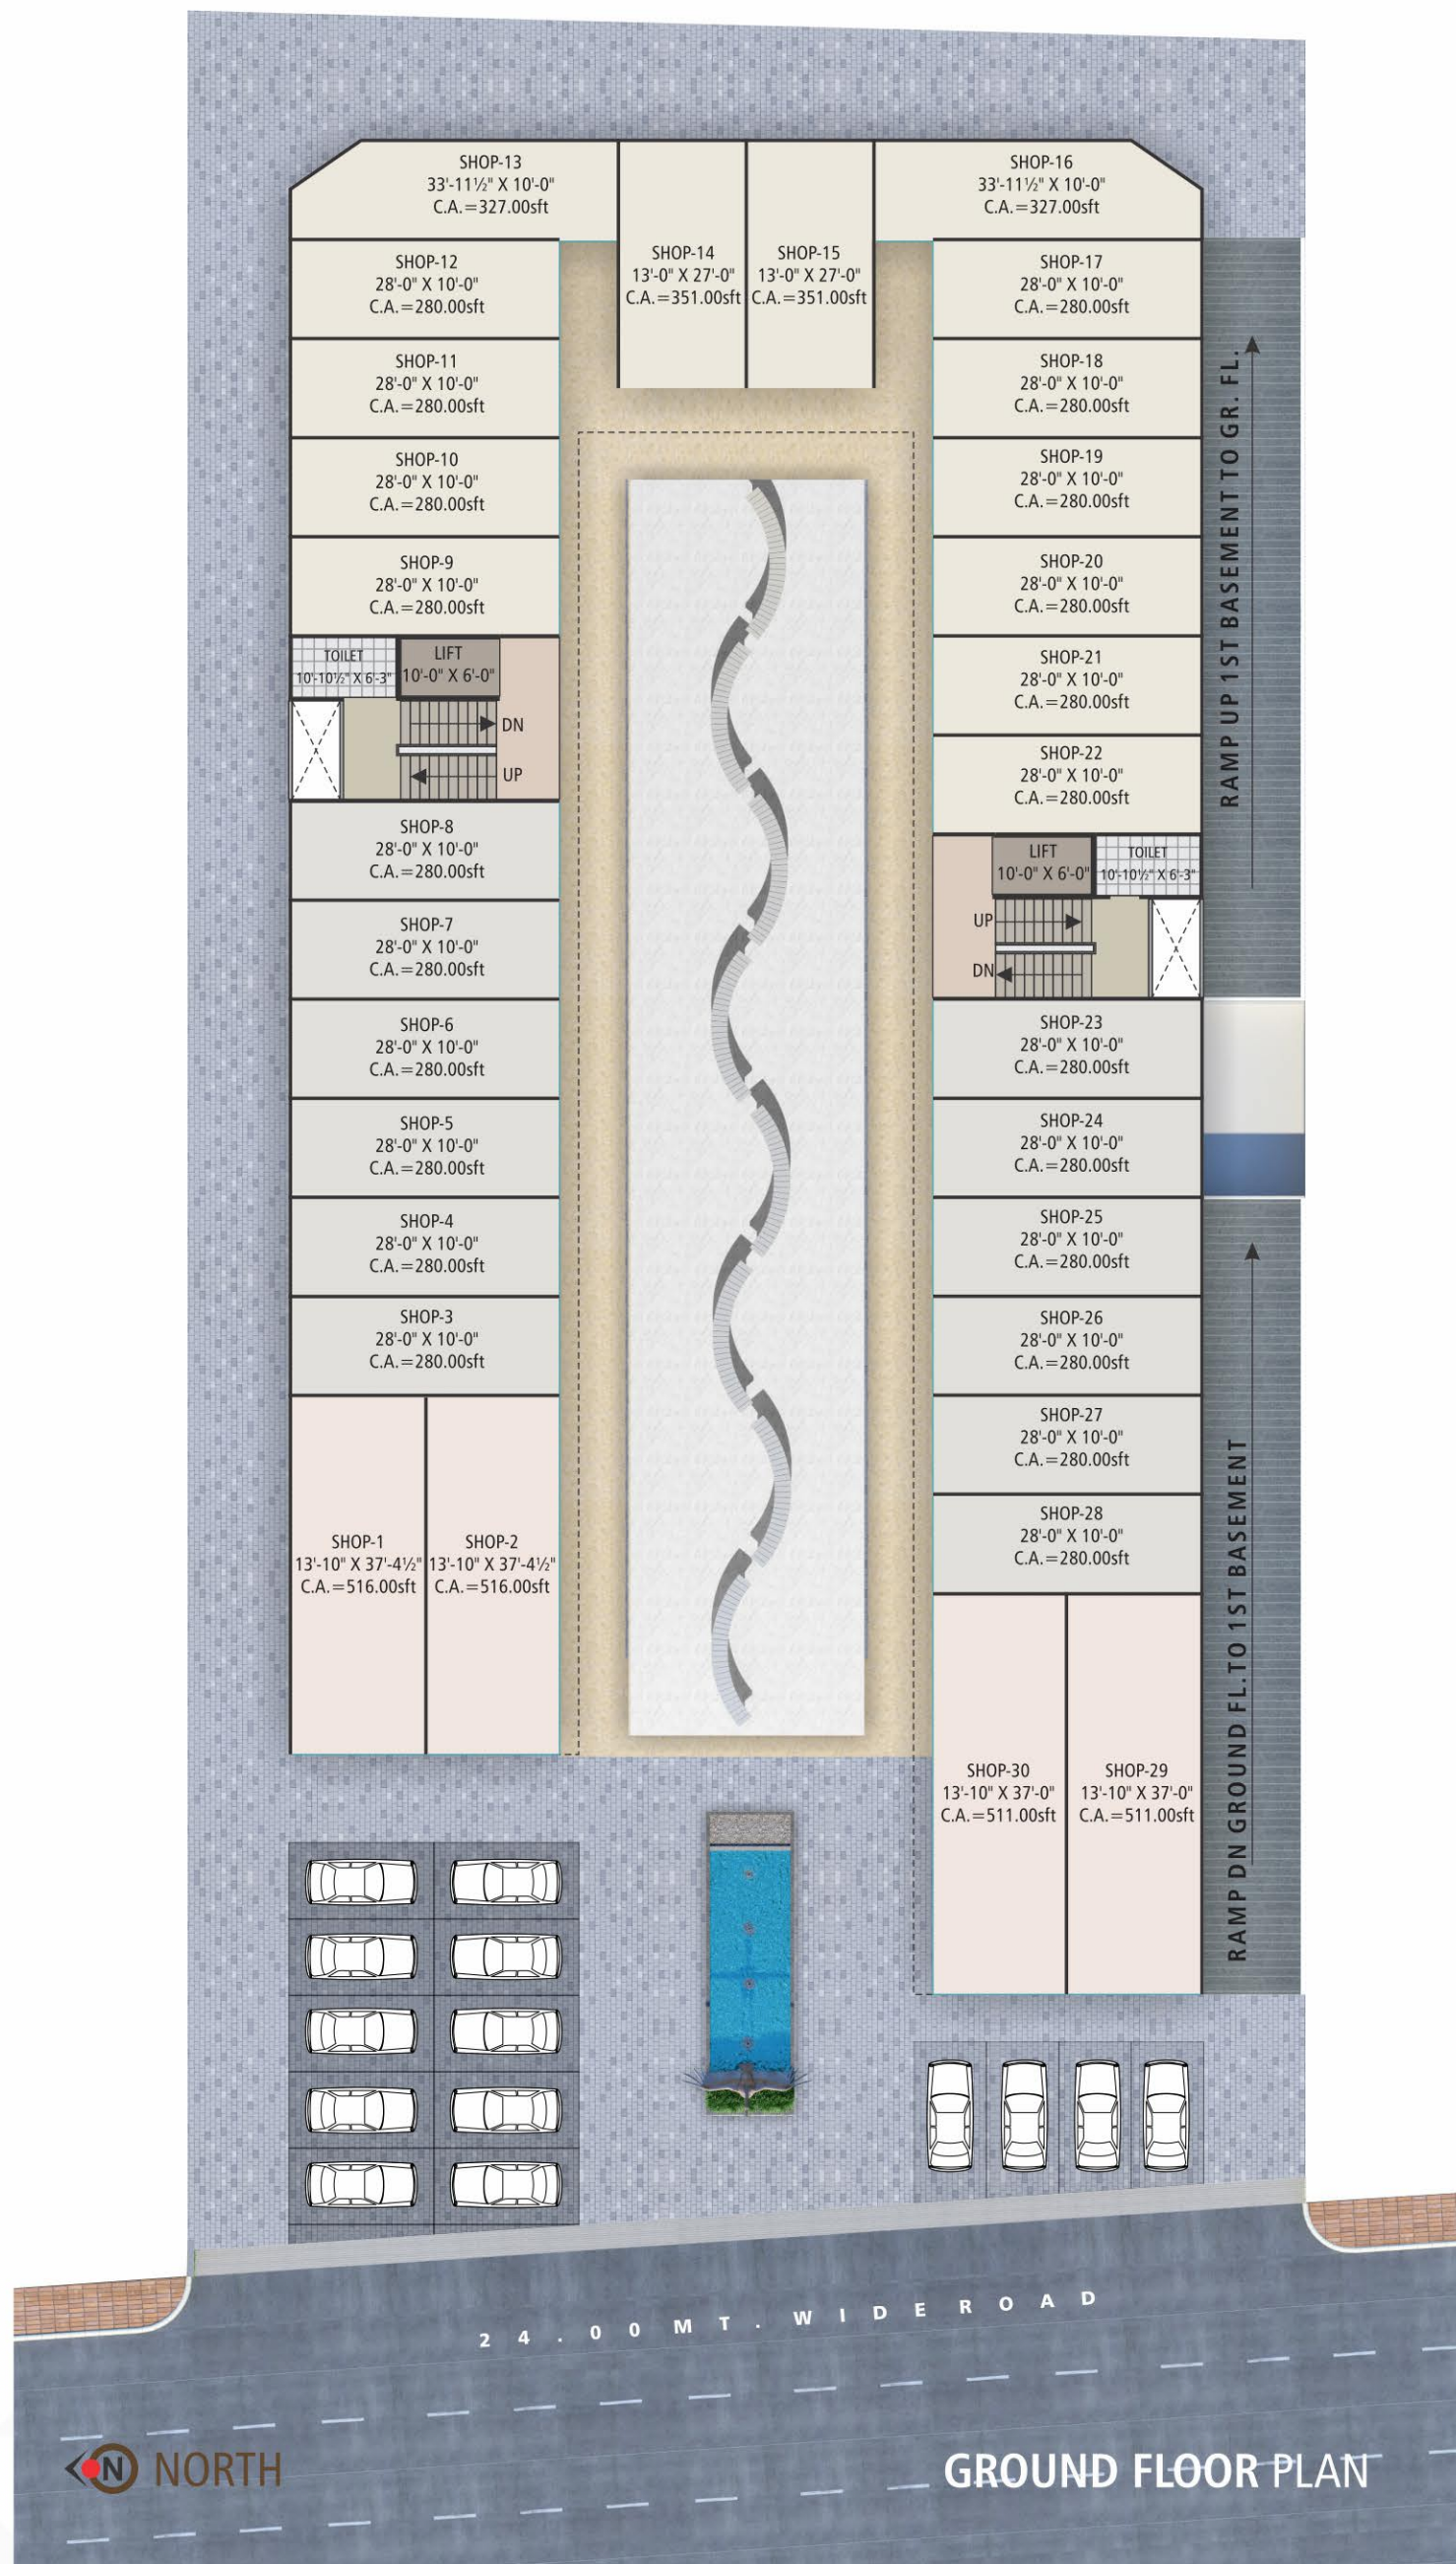 SHOP-13
33'-11½" X 10'-0"
C.A.=327.00sft
SHOP-14
13'-0" X 27'-0"
C.A.=351.00sft
SHOP-15
13'-0" X 27'-0"
C.A.=351.00sft
SHOP-16
33'-11½" X 10'-0"
C.A.=327.00sft
SHOP-12
28'-0" X 10'-0"
C.A.=280.00sft
SHOP-11
28'-0" X 10'-0"
C.A.=280.00sft
SHOP-10
28'-0" X 10'-0"
C.A.=280.00sft
SHOP-9
28'-0" X 10'-0"
C.A.=280.00sft
TOILET
10'-10½" X 6'-3"
LIFT
10'-0" X 6'-0"
DN
UP
SHOP-8
28'-0" X 10'-0"
C.A.=280.00sft
SHOP-7
28'-0" X 10'-0"
C.A.=280.00sft
SHOP-6
28'-0" X 10'-0"
C.A.=280.00sft
SHOP-5
28'-0" X 10'-0"
C.A.=280.00sft
SHOP-4
28'-0" X 10'-0"
C.A.=280.00sft
SHOP-3
28'-0" X 10'-0"
C.A.=280.00sft
SHOP-1
13'-10" X 37'-4½"
C.A.=516.00sft
SHOP-2
13'-10" X 37'-4½"
C.A.=516.00sft
SHOP-17
28'-0" X 10'-0"
C.A.=280.00sft
SHOP-18
28'-0" X 10'-0"
C.A.=280.00sft
SHOP-19
28'-0" X 10'-0"
C.A.=280.00sft
SHOP-20
28'-0" X 10'-0"
C.A.=280.00sft
SHOP-21
28'-0" X 10'-0"
C.A.=280.00sft
SHOP-22
28'-0" X 10'-0"
C.A.=280.00sft
LIFT
10'-0" X 6'-0"
TOILET
10'-10½" X 6'-3"
UP
DN
SHOP-23
28'-0" X 10'-0"
C.A.=280.00sft
SHOP-24
28'-0" X 10'-0"
C.A.=280.00sft
SHOP-25
28'-0" X 10'-0"
C.A.=280.00sft
SHOP-26
28'-0" X 10'-0"
C.A.=280.00sft
SHOP-27
28'-0" X 10'-0"
C.A.=280.00sft
SHOP-28
28'-0" X 10'-0"
C.A.=280.00sft
SHOP-30
13'-10" X 37'-0"
C.A.=511.00sft
SHOP-29
13'-10" X 37'-0"
C.A.=511.00sft
RAMP UP 1ST BASEMENT TO GR. FL.
RAMP DN GROUND FL.TO 1ST BASEMENT
24.00 MT. WIDE ROAD
N NORTH
GROUND FLOOR PLAN